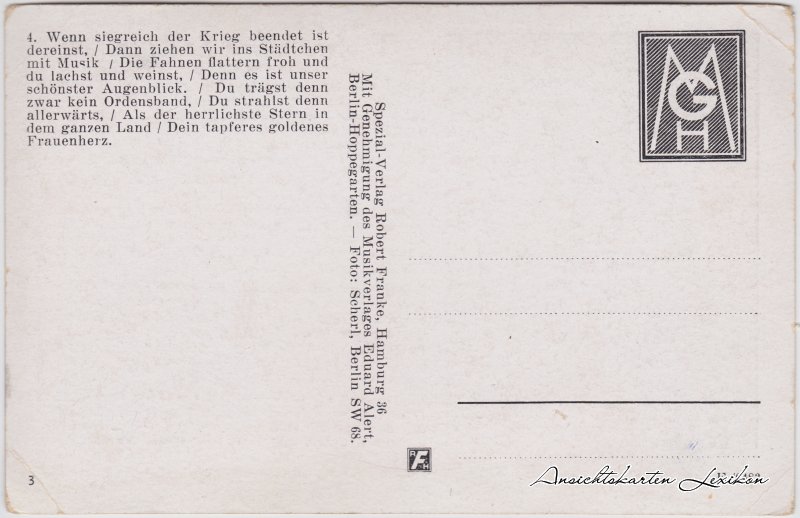 4. Wenn siegreich der Krieg beendet ist
dereinst, / Dann ziehen wir ins Städtchen
mit Musik / Die Fahnen flattern froh und
du lachst und weinst, / Denn es ist unser
schönster Augenblick. / Du trägst denn
zwar kein Ordensband, / Du strahlst denn
allerwärts, / Als der herrlichste Stern in
dem ganzen Land / Dein tapferes goldenes
Frauenherz.
Spezial-Verlag Robert Franke, Hamburg 36
Mit Genehmigung des Musikverlages Eduard Alert,
Berlin-Hoppegarten. — Foto: Scherl, Berlin SW 68.
M G H
R F H
3
Ansichtskarten Lexikon